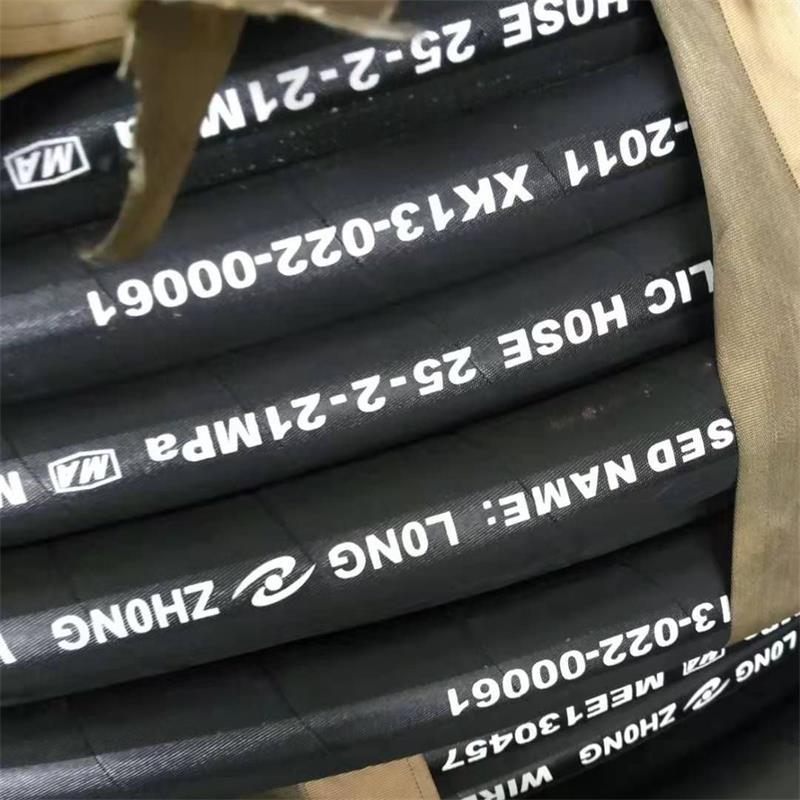 HOSE 25-2-21MPa MA
-2011 XK13-022-00061
LIC HOSE 25-2-21MPa MA M
SED NAME: LONG ZHONG
13-022-00061
MA MEE130457
LONG ZHONG WIRE